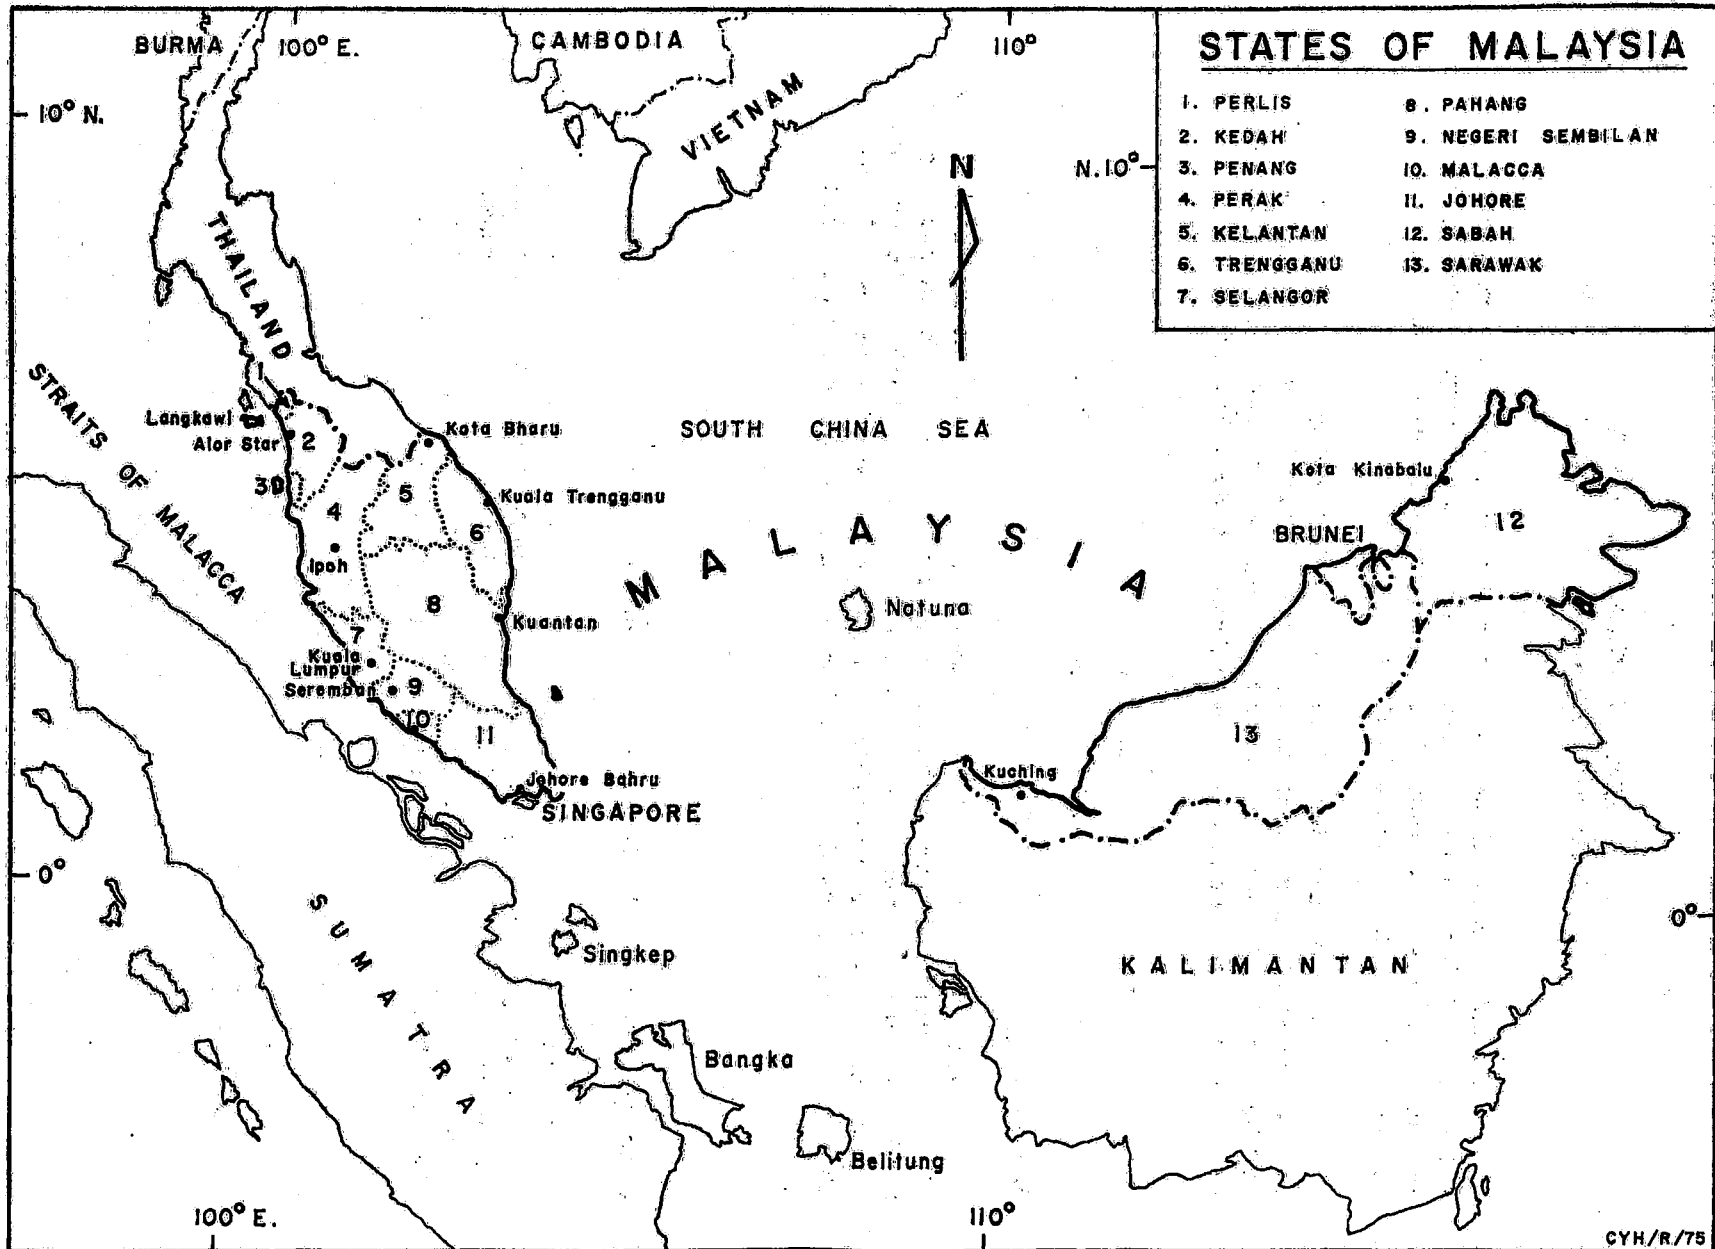 BURMA
100° E.
CAMBODIA
110°
STATES OF MALAYSIA
10° N.
VIETNAM
N
N.10°
1. PERLIS
2. KEDAH
3. PENANG
4. PERAK
5. KELANTAN
6. TRENGGANU
7. SELANGOR
8. PAHANG
9. NEGERI SEMBILAN
10. MALACCA
11. JOHORE
12. SABAH
13. SARAWAK
THAILAND
STRAITS OF MALACCA
Langkawi
Alor Star
2
Kota Bharu
SOUTH CHINA SEA
Kota Kinabalu
3
5
Kuala Trengganu
4
6
12
MALAYSIA
BRUNEI
Ipoh
8
Natuna
Kuantan
7
Kuala
Lumpur
Seremban
9
10
11
13
Kuching
Johore Bahru
SINGAPORE
0°
0°
SUMATRA
Singkep
KALIMANTAN
Bangka
Belitung
100° E.
110°
CYH/R/75